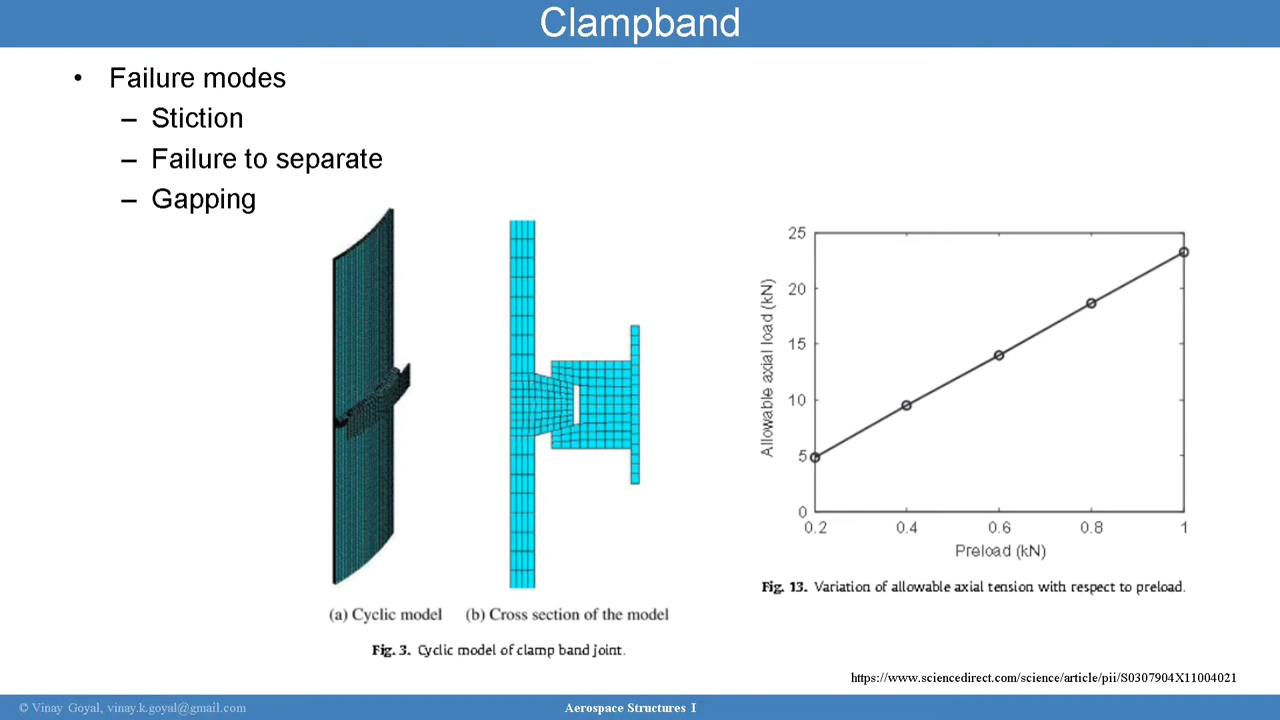 Clampband
• Failure modes
– Stiction
– Failure to separate
– Gapping
(a) Cyclic model
(b) Cross section of the model
Fig. 3. Cyclic model of clamp band joint.
Allowable axial load (kN)
25
20
15
10
5
0
0.2 0.4 0.6 0.8 1
Preload (kN)
Fig. 13. Variation of allowable axial tension with respect to preload.
https://www.sciencedirect.com/science/article/pii/S0307904X11004021
© Vinay Goyal, vinay.k.goyal@gmail.com
Aerospace Structures I